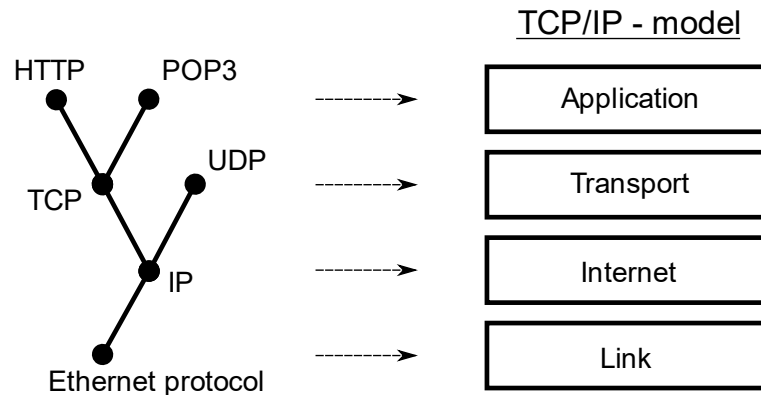 TCP/IP - model
HTTP
POP3
Application
UDP
TCP
Transport
IP
Internet
Ethernet protocol
Link